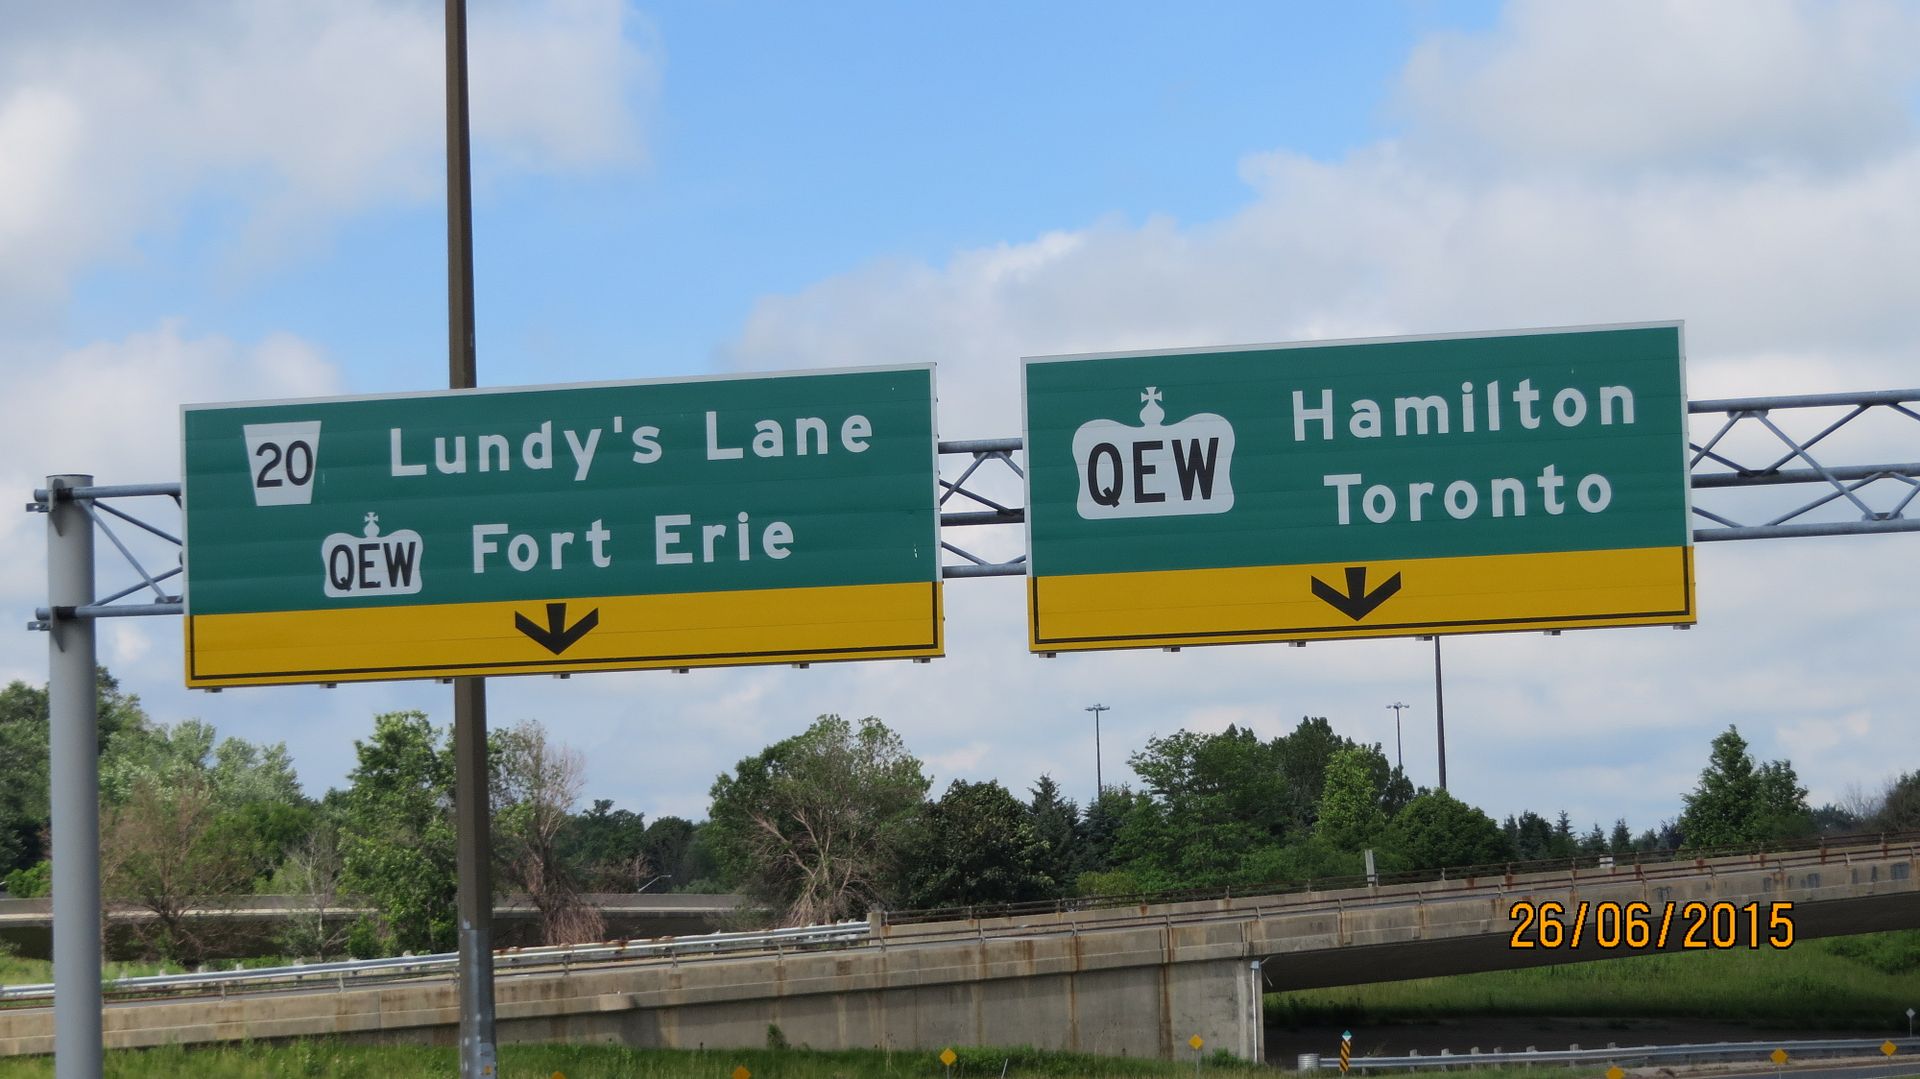 20 Lundy's Lane
QEW Fort Erie
QEW Hamilton
Toronto
26/06/2015